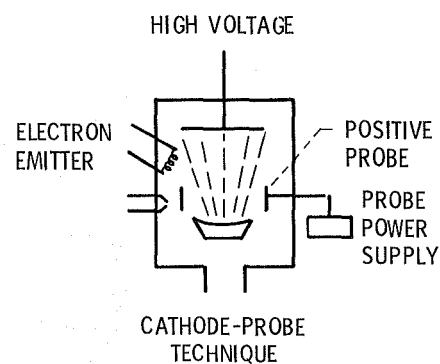 HIGH VOLTAGE
ELECTRON
EMITTER
POSITIVE
PROBE
PROBE
POWER
SUPPLY
CATHODE-PROBE
TECHNIQUE